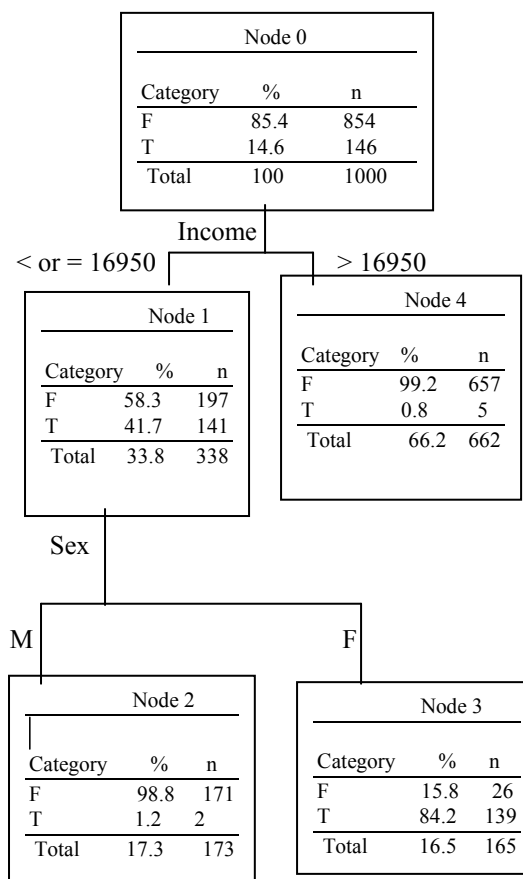 Node 0
Category % n
F 85.4 854
T 14.6 146
Total 100 1000
Income
< or = 16950 > 16950
Node 1
Category % n
F 58.3 197
T 41.7 141
Total 33.8 338
Node 4
Category % n
F 99.2 657
T 0.8 5
Total 66.2 662
Sex
M F
Node 2
Category % n
F 98.8 171
T 1.2 2
Total 17.3 173
Node 3
Category % n
F 15.8 26
T 84.2 139
Total 16.5 165